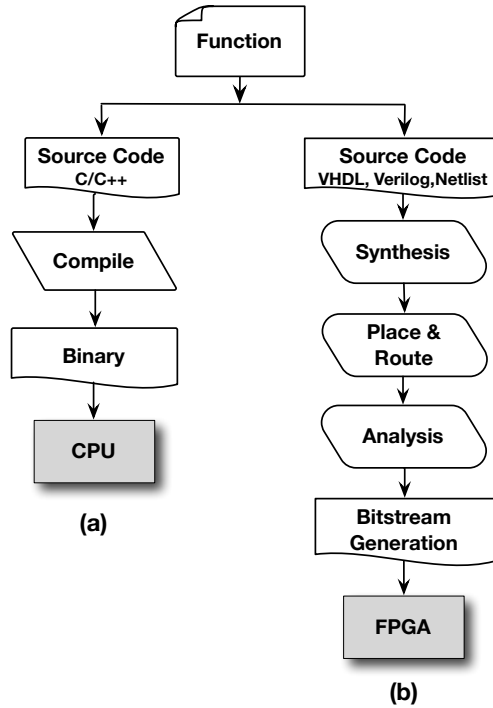 Function
Source Code
C/C++
Compile
Binary
CPU
(a)
Source Code
VHDL, Verilog,Netlist
Synthesis
Place &
Route
Analysis
Bitstream
Generation
FPGA
(b)